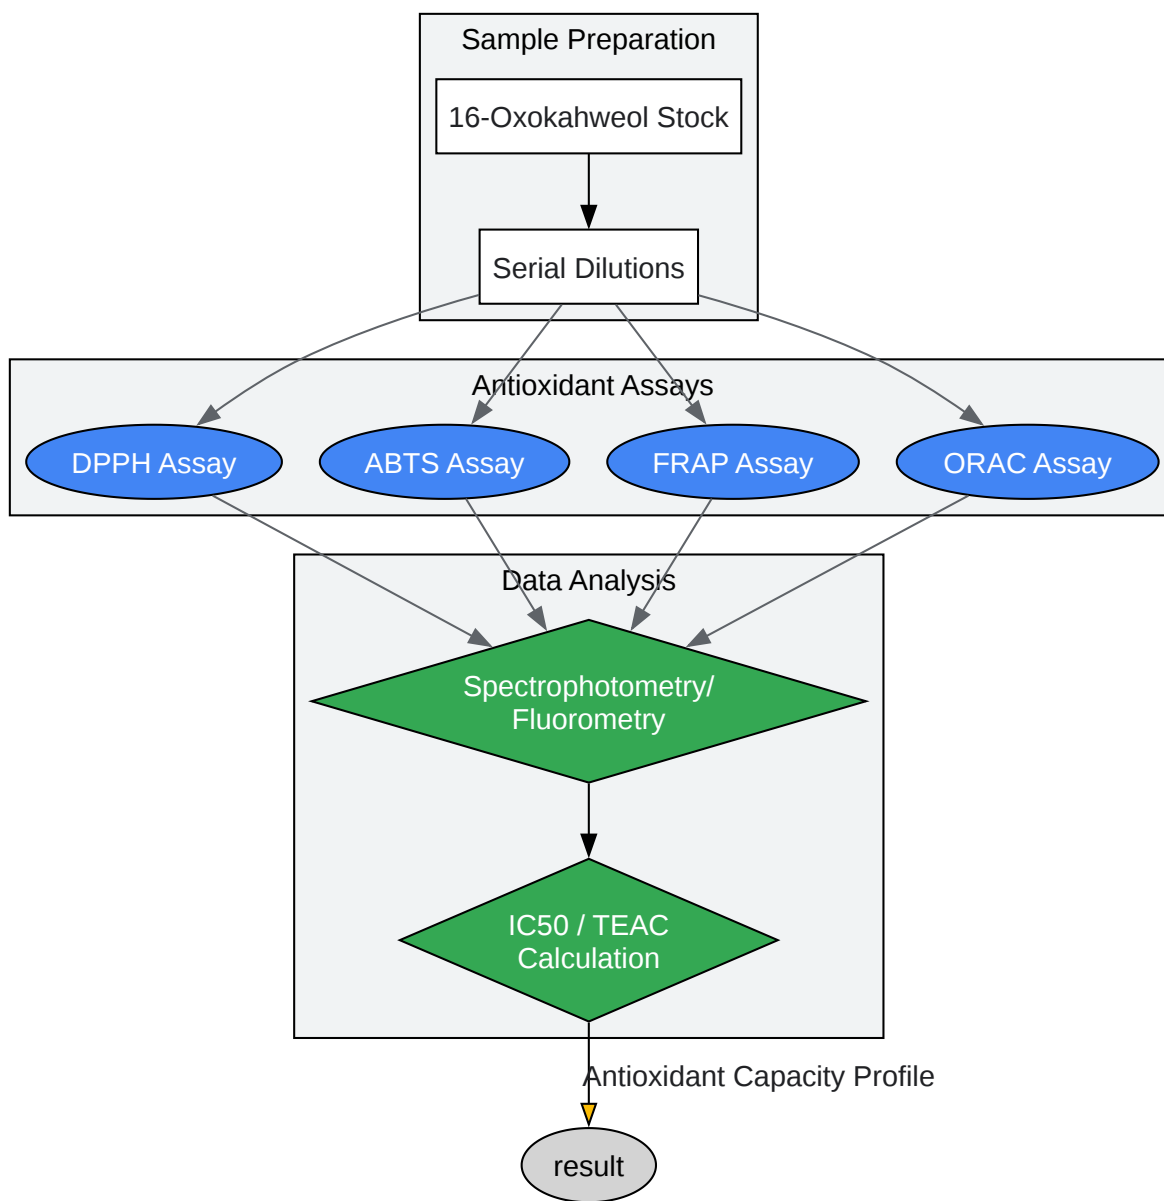 Sample Preparation
16-Oxokahweol Stock
Serial Dilutions
Antioxidant Assays
DPPH Assay
ABTS Assay
FRAP Assay
ORAC Assay
Data Analysis
Spectrophotometry/
Fluorometry
IC50 / TEAC
Calculation
Antioxidant Capacity Profile
result